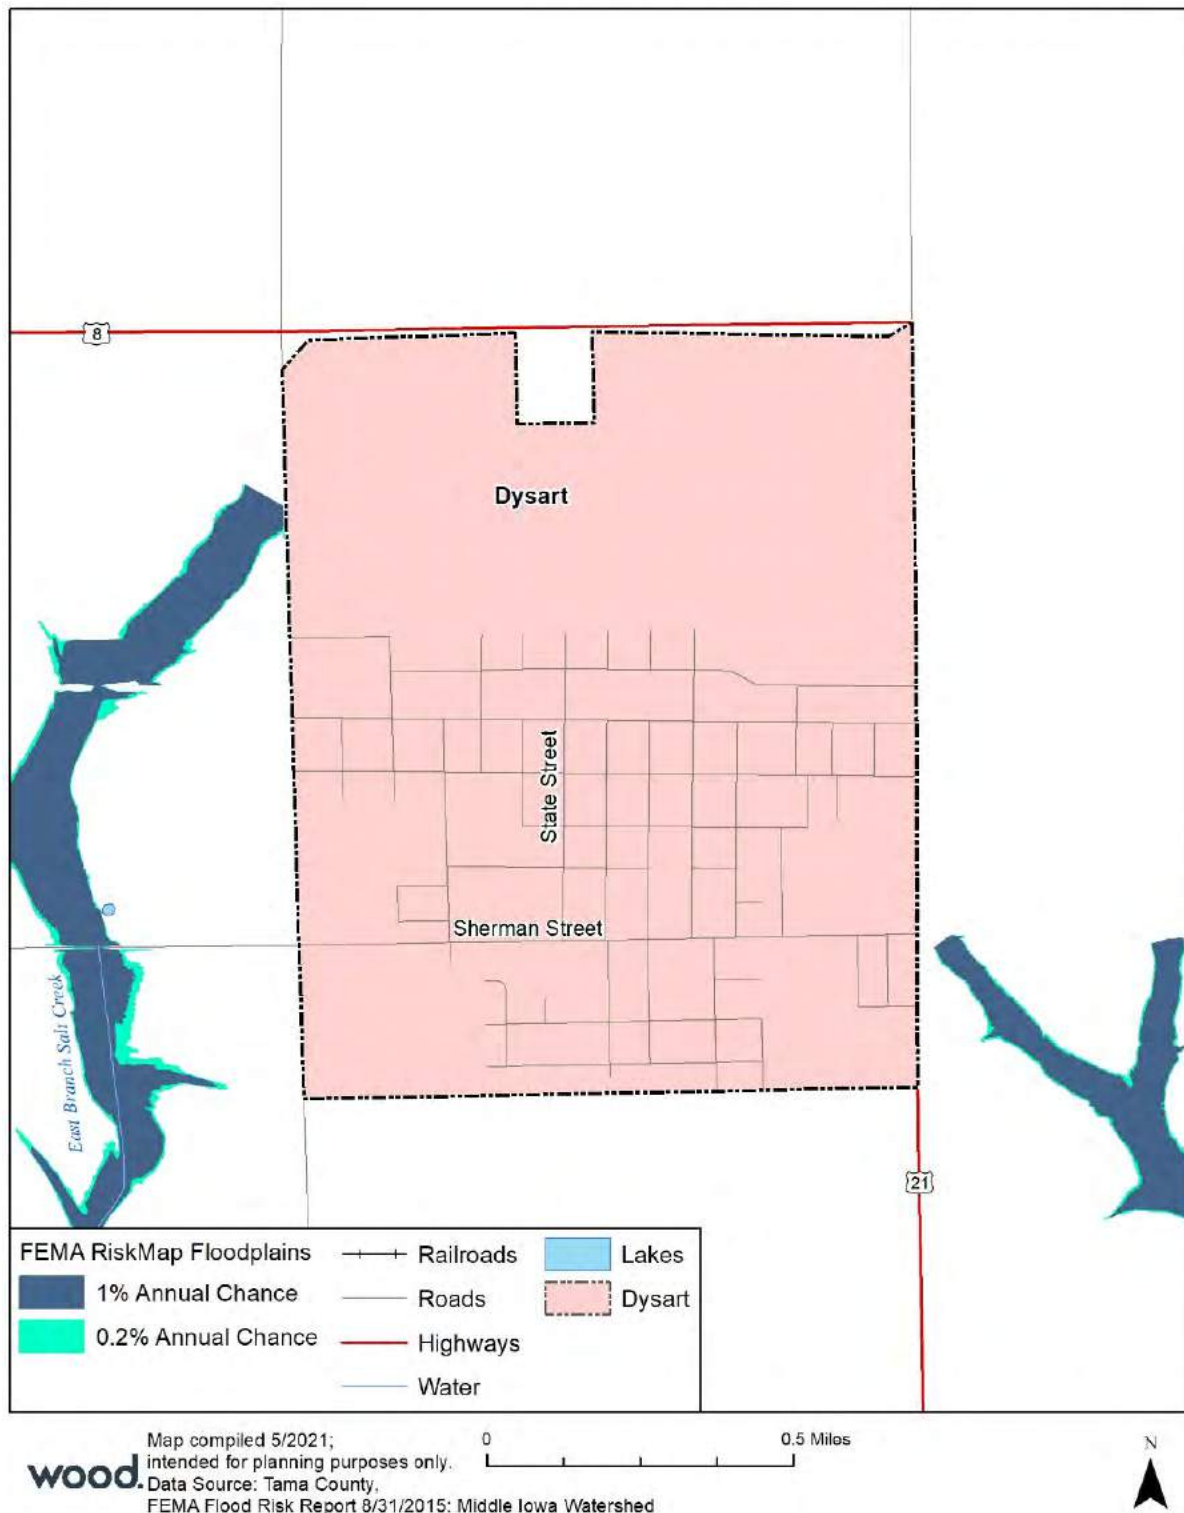 8
Dysart
State Street
Sherman Street
East Branch Salt Creek
21
FEMA RiskMap Floodplains
1% Annual Chance
0.2% Annual Chance
Railroads
Roads
Highways
Water
Lakes
Dysart
wood.
Map compiled 5/2021;
intended for planning purposes only.
Data Source: Tama County,
FEMA Flood Risk Report 8/31/2015: Middle Iowa Watershed
0 0.5 Miles
N